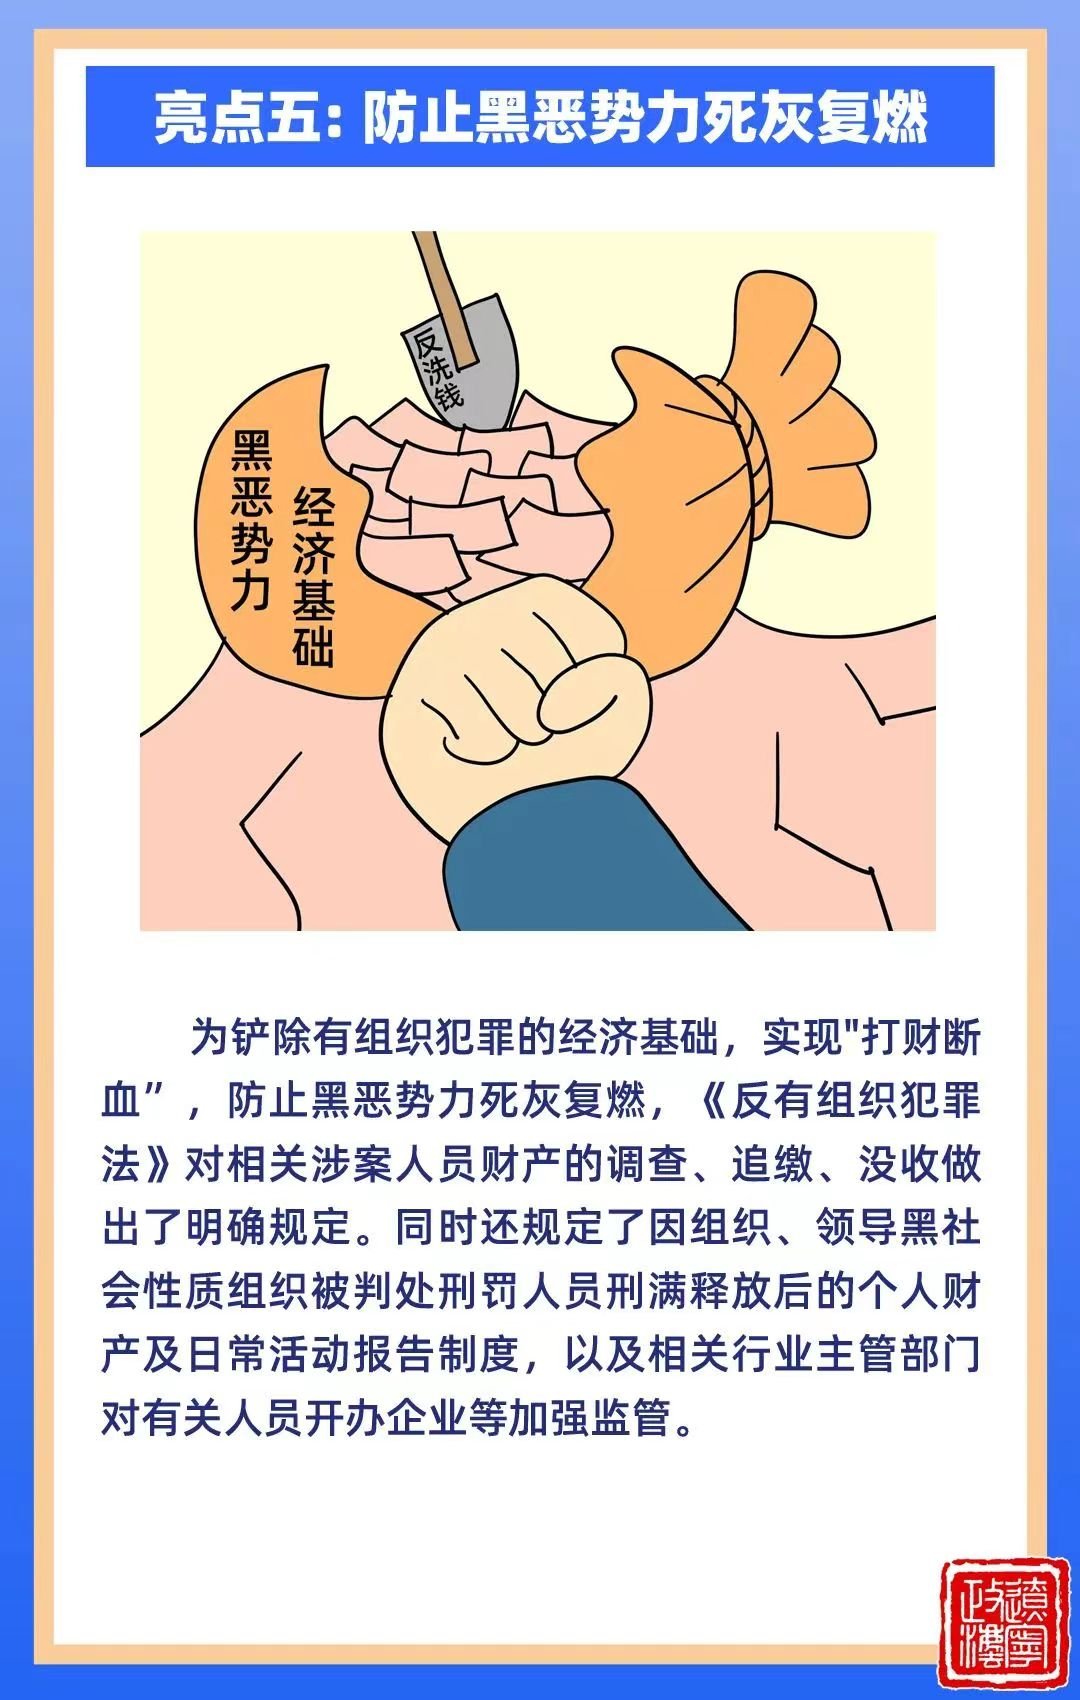 亮点五：防止黑恶势力死灰复燃
反洗钱
黑恶势力
经济基础
为铲除有组织犯罪的经济基础，实现"打财断
血”，防止黑恶势力死灰复燃，《反有组织犯罪
法》对相关涉案人员财产的调查、追缴、没收做
出了明确规定。同时还规定了因组织、领导黑社
会性质组织被判处刑罚人员刑满释放后的个人财
产及日常活动报告制度，以及相关行业主管部门
对有关人员开办企业等加强监管。